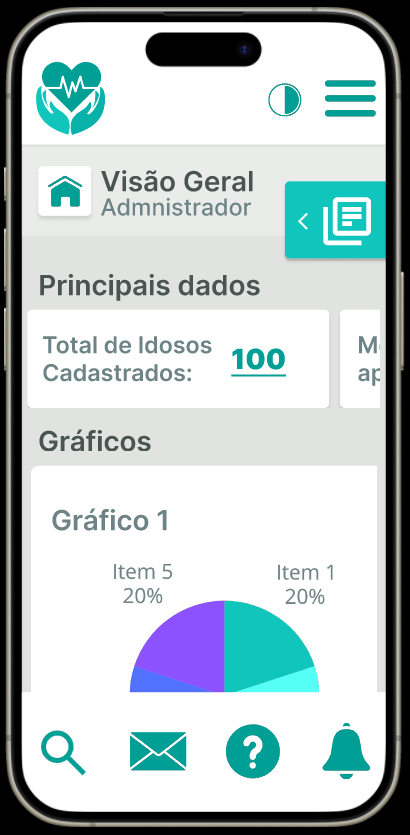 Visão Geral
Admnistrador
Principais dados
Total de Idosos
Cadastrados:
100
Gráficos
Gráfico 1
Item 5
20%
Item 1
20%
?